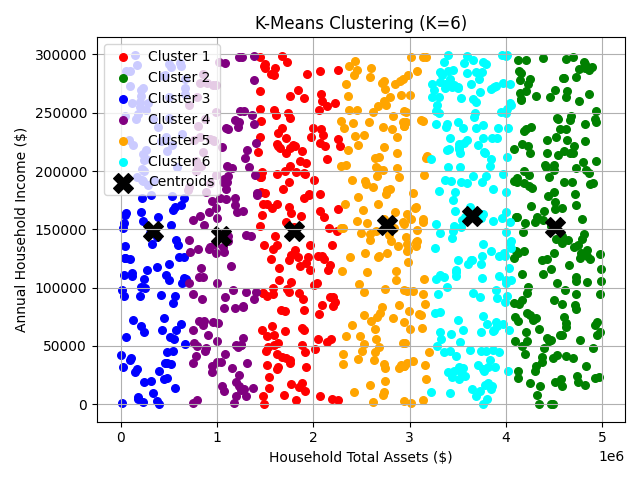 K-Means Clustering (K=6)
Annual Household Income ($)
300000
250000
200000
150000
100000
50000
0
Cluster 1
Cluster 2
Cluster 3
Cluster 4
Cluster 5
Cluster 6
Centroids
0 1 2 3 4 5
1e6
Household Total Assets ($)